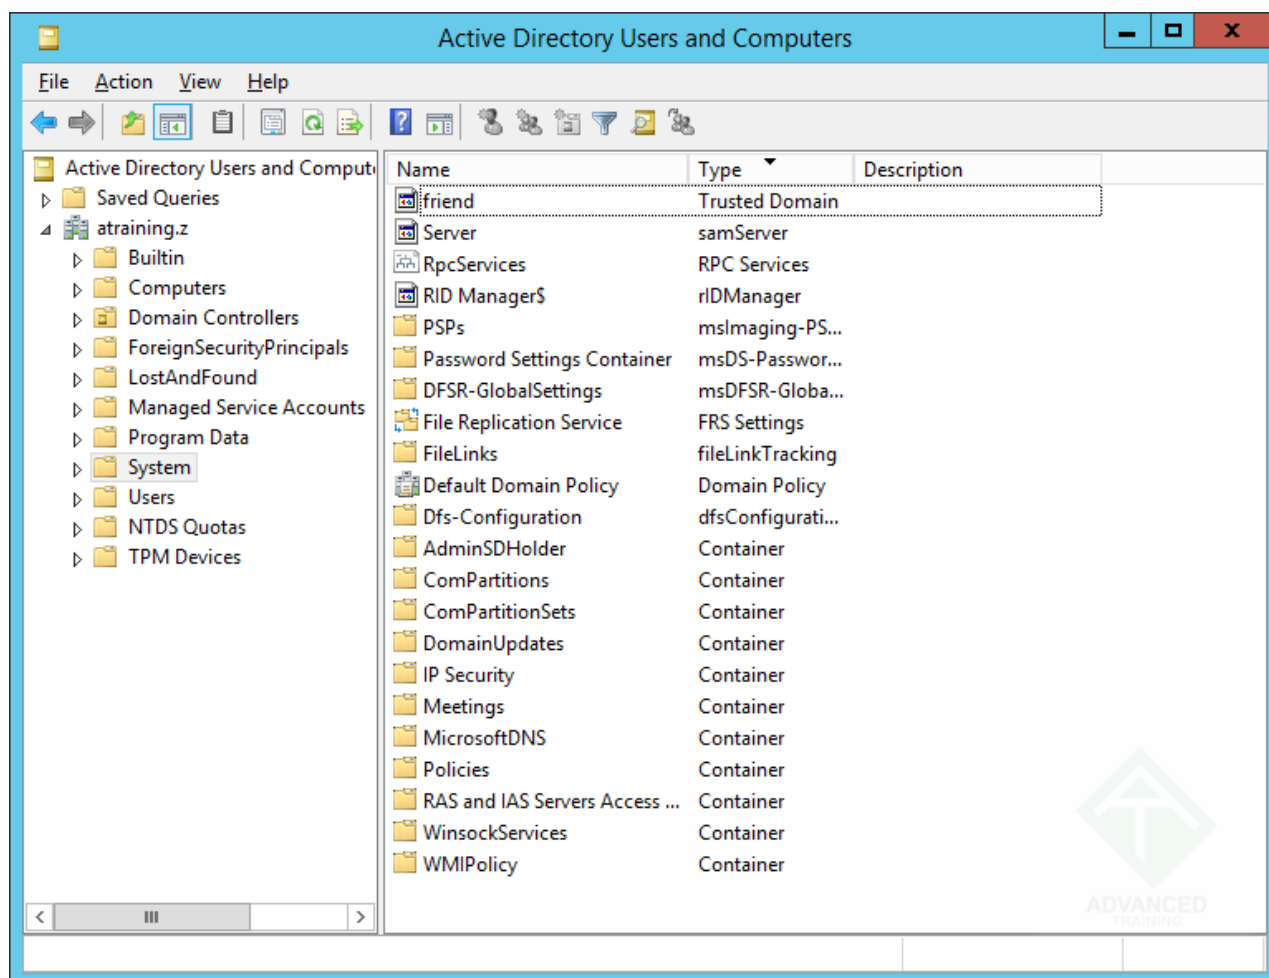 Active Directory Users and Computers
File Action View Help
Active Directory Users and Compute
Saved Queries
atraining.z
Builtin
Computers
Domain Controllers
ForeignSecurityPrincipals
LostAndFound
Managed Service Accounts
Program Data
System
Users
NTDS Quotas
TPM Devices
Name Type Description
friend Trusted Domain
Server samServer
RpcServices RPC Services
RID Manager$ rIDManager
PSPs msImaging-PS...
Password Settings Container msDS-Passwor...
DFSR-GlobalSettings msDFSR-Globa...
File Replication Service FRS Settings
FileLinks fileLinkTracking
Default Domain Policy Domain Policy
Dfs-Configuration dfsConfigurati...
AdminSDHolder Container
ComPartitions Container
ComPartitionSets Container
DomainUpdates Container
IP Security Container
Meetings Container
MicrosoftDNS Container
Policies Container
RAS and IAS Servers Access ... Container
WinsockServices Container
WMIPolicy Container
ADVANCED
TRAINING